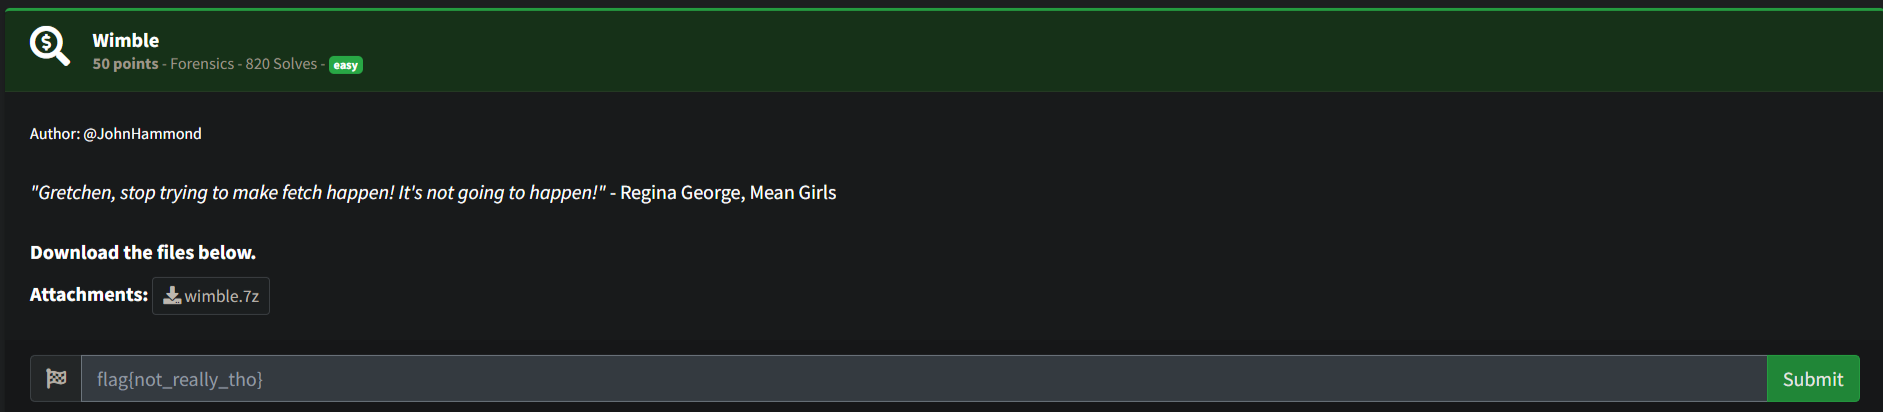 Wimble
50 points - Forensics - 820 Solves - easy
Author: @JohnHammond
"Gretchen, stop trying to make fetch happen! It's not going to happen!" - Regina George, Mean Girls
Download the files below.
Attachments: wimble.7z
flag{not_really_tho} Submit